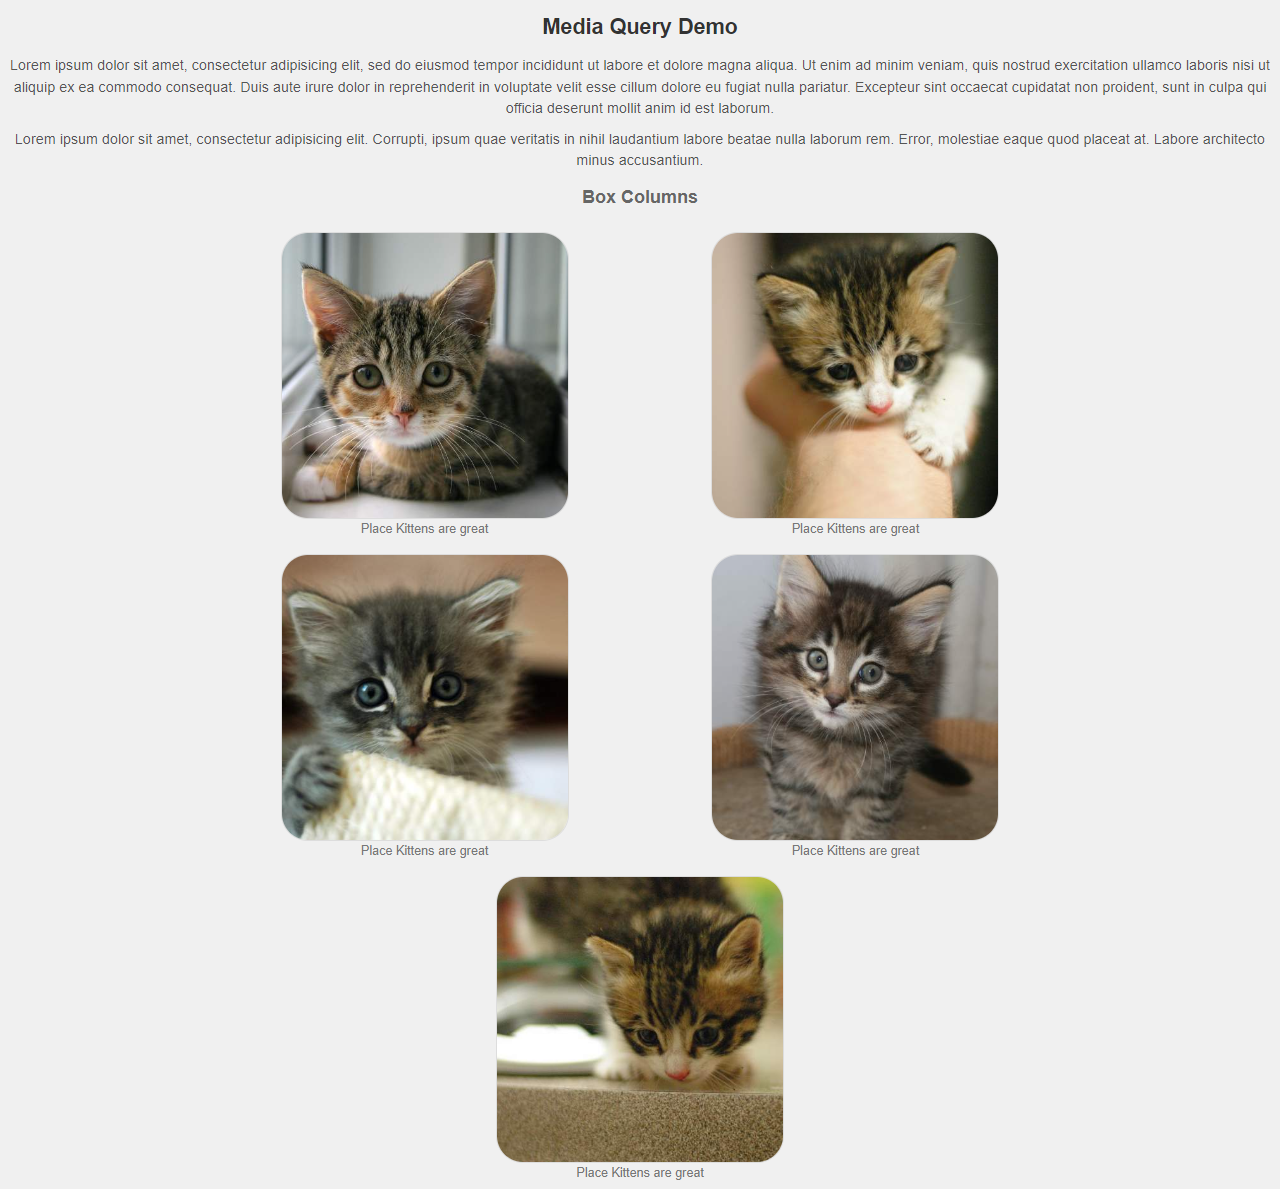 Media Query Demo
Lorem ipsum dolor sit amet, consectetur adipisicing elit, sed do eiusmod tempor incididunt ut labore et dolore magna aliqua. Ut enim ad minim veniam, quis nostrud exercitation ullamco laboris nisi ut
aliquip ex ea commodo consequat. Duis aute irure dolor in reprehenderit in voluptate velit esse cillum dolore eu fugiat nulla pariatur. Excepteur sint occaecat cupidatat non proident, sunt in culpa qui
officia deserunt mollit anim id est laborum.
Lorem ipsum dolor sit amet, consectetur adipisicing elit. Corrupti, ipsum quae veritatis in nihil laudantium labore beatae nulla laborum rem. Error, molestiae eaque quod placeat at. Labore architecto
minus accusantium.
Box Columns
Place Kittens are great
Place Kittens are great
Place Kittens are great
Place Kittens are great
Place Kittens are great